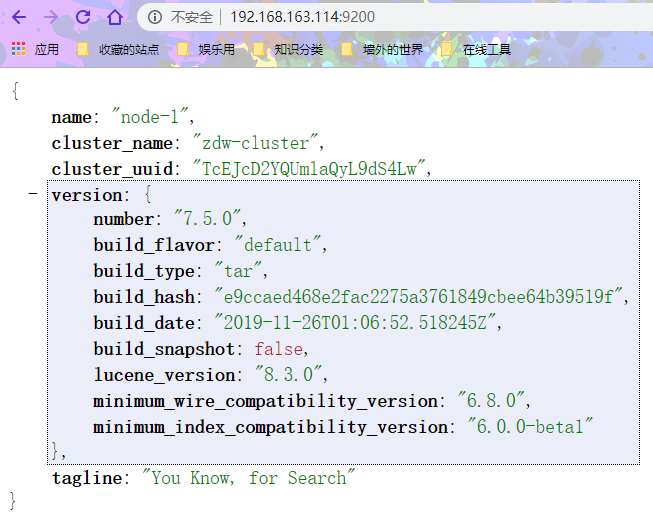 不安全 | 192.168.163.114:9200
应用 收藏的站点 娱乐用 知识分类 墙外的世界 在线工具
{
name: "node-1",
cluster_name: "zdw-cluster",
cluster_uuid: "TcEJcD2YQUmlaQyL9dS4Lw",
- version: {
number: "7.5.0",
build_flavor: "default",
build_type: "tar",
build_hash: "e9ccaed468e2fac2275a3761849cbee64b39519f",
build_date: "2019-11-26T01:06:52.518245Z",
build_snapshot: false,
lucene_version: "8.3.0",
minimum_wire_compatibility_version: "6.8.0",
minimum_index_compatibility_version: "6.0.0-beta1"
},
tagline: "You Know, for Search"
}